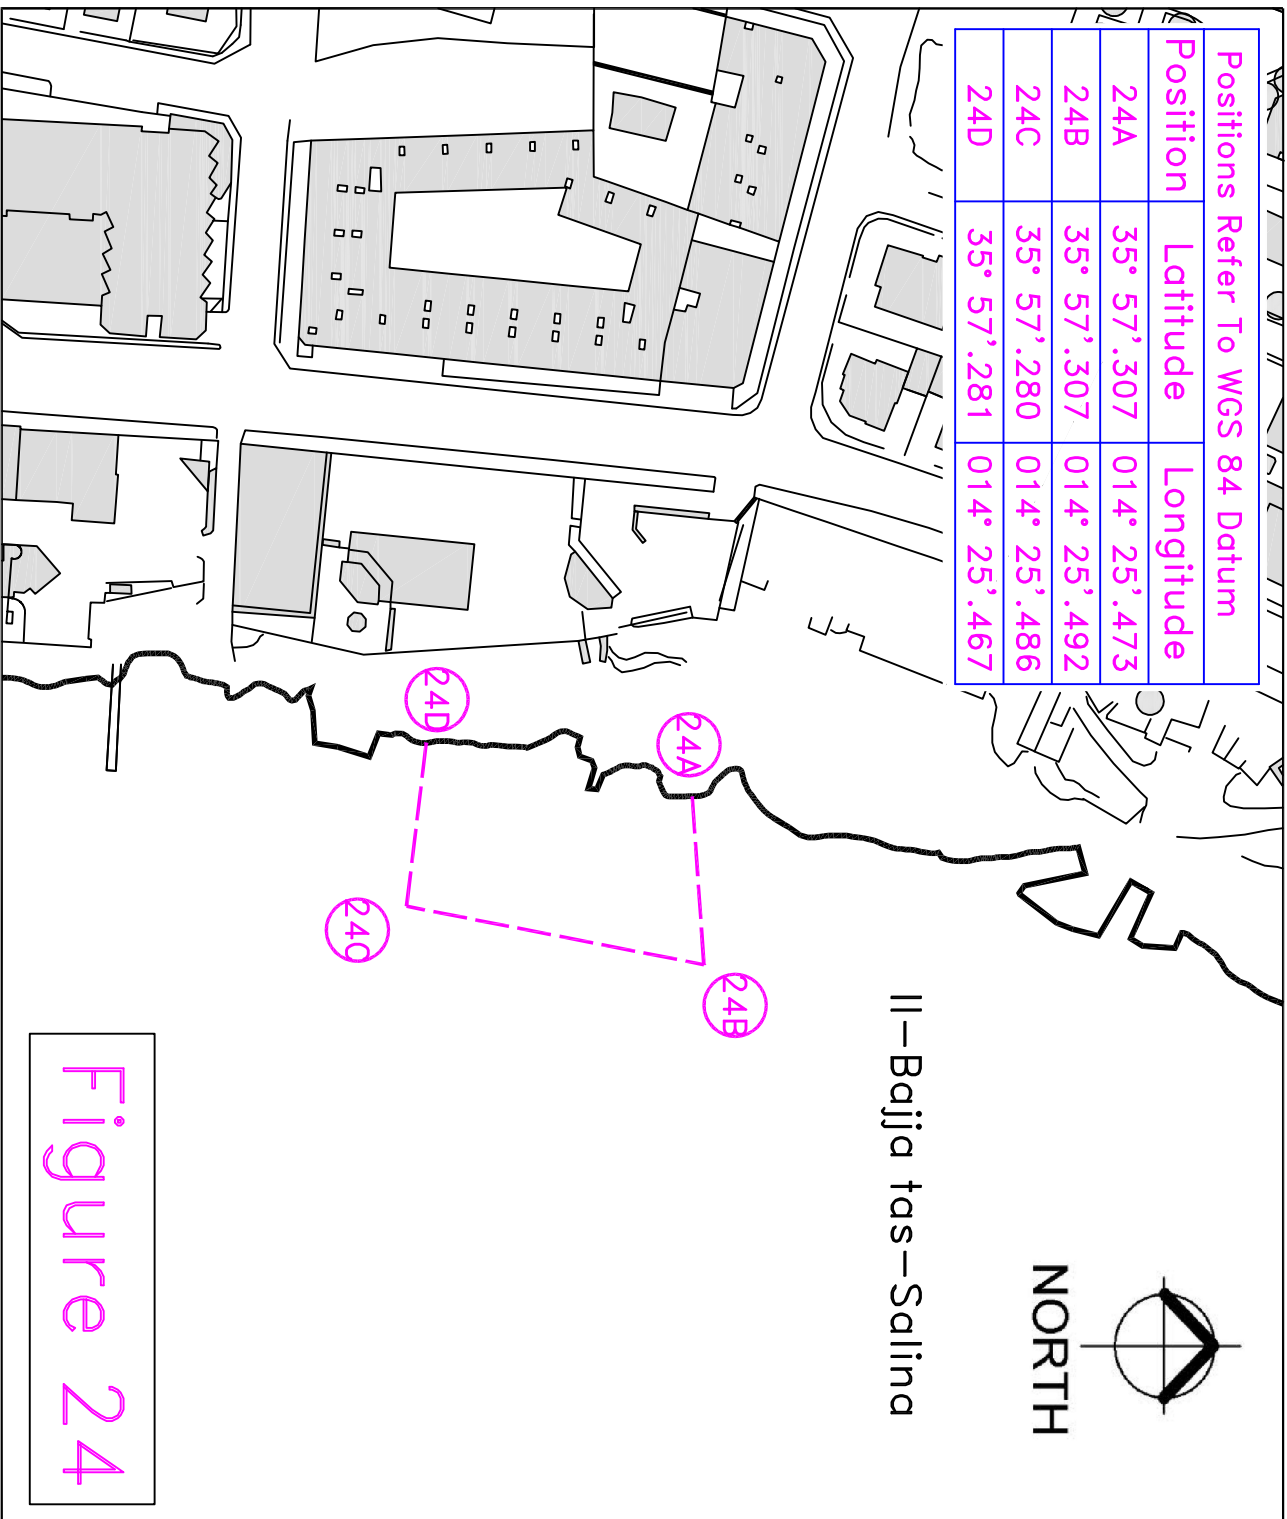 Positions Refer To WGS 84 Datum
Position Latitude Longitude
24A 35° 57'.307 014° 25'.473
24B 35° 57'.307 014° 25'.492
24C 35° 57'.280 014° 25'.486
24D 35° 57'.281 014° 25'.467
24A
24D
24B
24C
Il-Bajja tas-Salina
NORTH
Figure 24